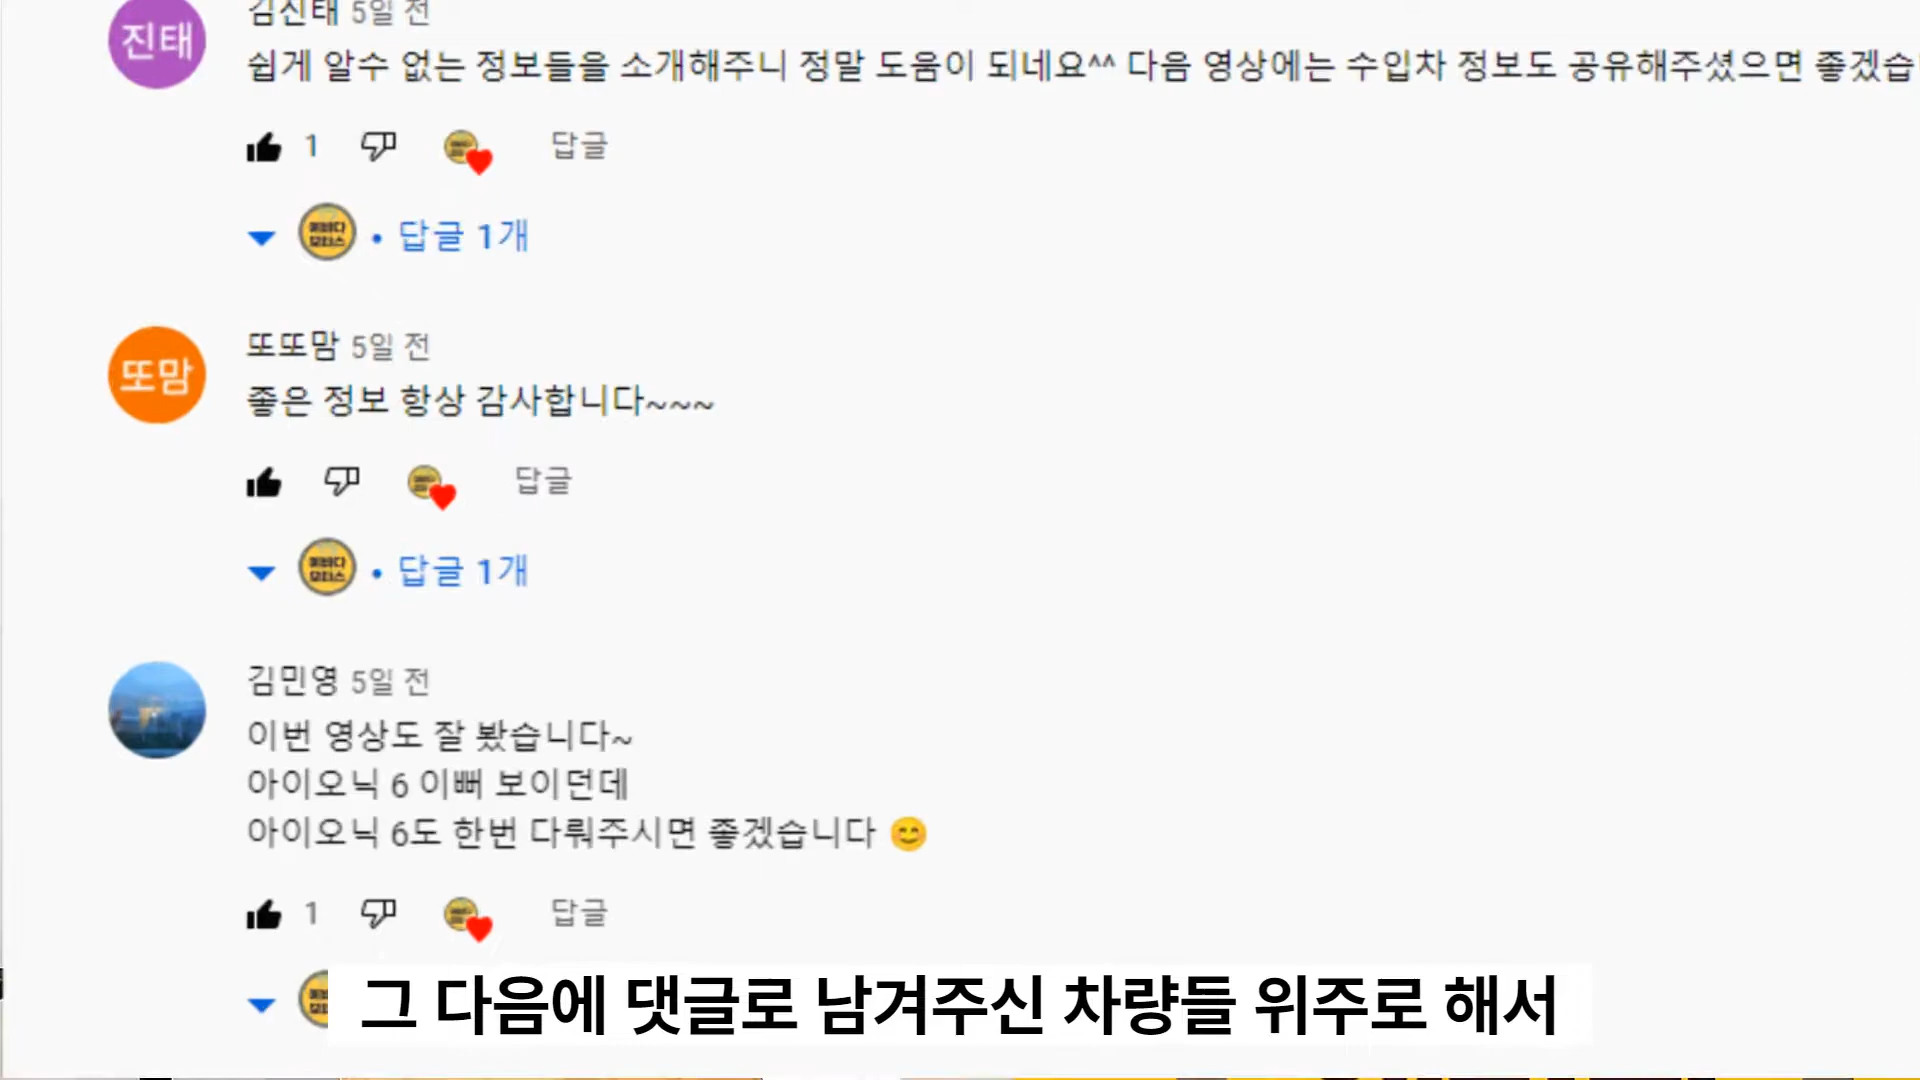 김진태 5일 전
진태
쉽게 알수 없는 정보들을 소개해주니 정말 도움이 되네요^^ 다음 영상에는 수입차 정보도 공유해주셨으면 좋겠습
1 답글
• 답글 1개
또맘
또또맘 5일 전
좋은 정보 항상 감사합니다~~~
답글
• 답글 1개
김민영 5일 전
이번 영상도 잘 봤습니다~
아이오닉 6 이뻐 보이던데
아이오닉 6도 한번 다뤄주시면 좋겠습니다 😊
1 답글
그 다음에 댓글로 남겨주신 차량들 위주로 해서